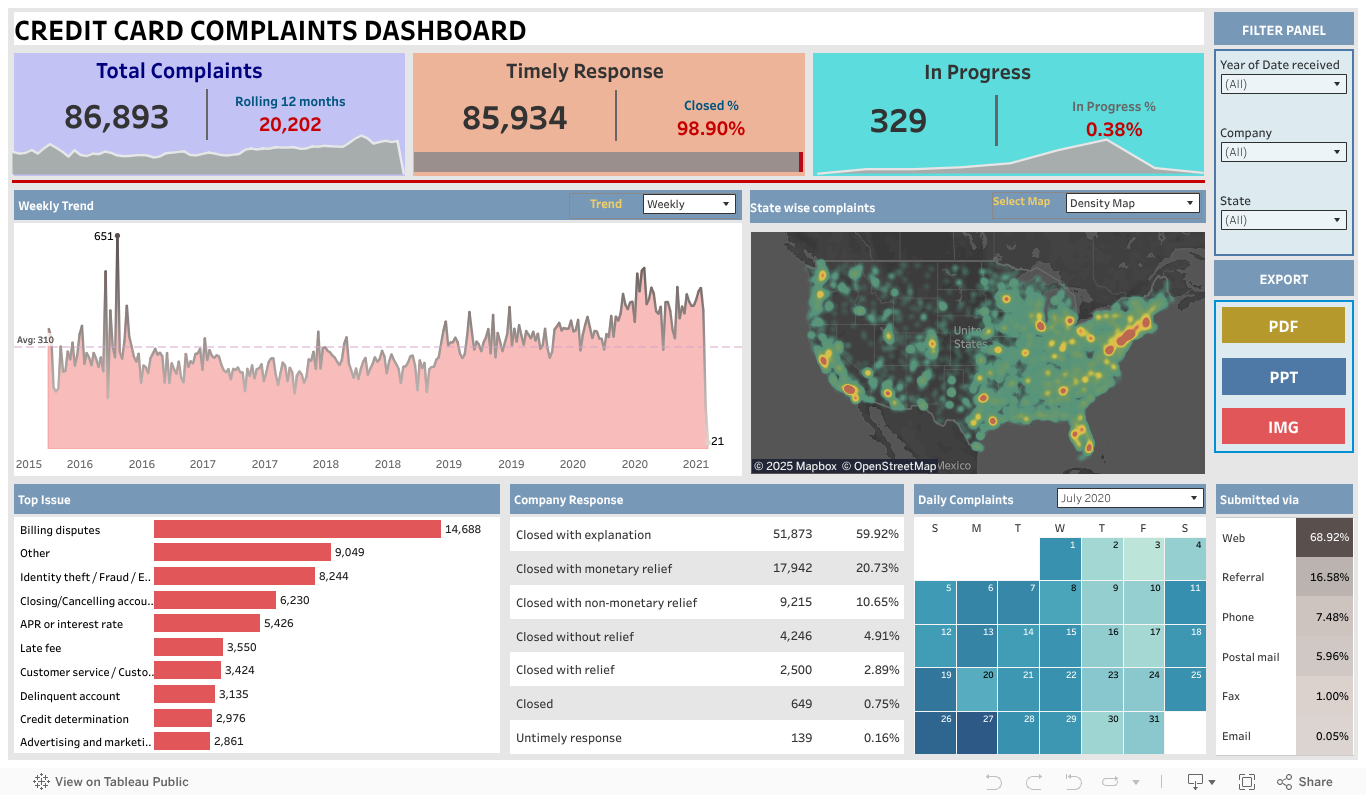 CREDIT CARD COMPLAINTS DASHBOARD
FILTER PANEL
Total Complaints
86,893
Rolling 12 months
20,202
Timely Response
85,934
Closed %
98.90%
In Progress
329
In Progress %
0.38%
Year of Date received
(All)
Company
(All)
State
(All)
EXPORT
PDF
PPT
IMG
Weekly Trend
Trend
Weekly
651
Avg: 310
21
2015 2016 2016 2017 2017 2018 2018 2019 2019 2020 2020 2021
State wise complaints
Select Map
Density Map
United
States
Mexico
© 2025 Mapbox © OpenStreetMap
Top Issue
Billing disputes 14,688
Other 9,049
Identity theft / Fraud / E.. 8,244
Closing/Cancelling accou.. 6,230
APR or interest rate 5,426
Late fee 3,550
Customer service / Custo.. 3,424
Delinquent account 3,135
Credit determination 2,976
Advertising and marketi.. 2,861
Company Response
Closed with explanation 51,873 59.92%
Closed with monetary relief 17,942 20.73%
Closed with non-monetary relief 9,215 10.65%
Closed without relief 4,246 4.91%
Closed with relief 2,500 2.89%
Closed 649 0.75%
Untimely response 139 0.16%
Daily Complaints
July 2020
S M T W T F S
1 2 3 4
5 6 7 8 9 10 11
12 13 14 15 16 17 18
19 20 21 22 23 24 25
26 27 28 29 30 31
Submitted via
Web 68.92%
Referral 16.58%
Phone 7.48%
Postal mail 5.96%
Fax 1.00%
Email 0.05%
View on Tableau Public
Share